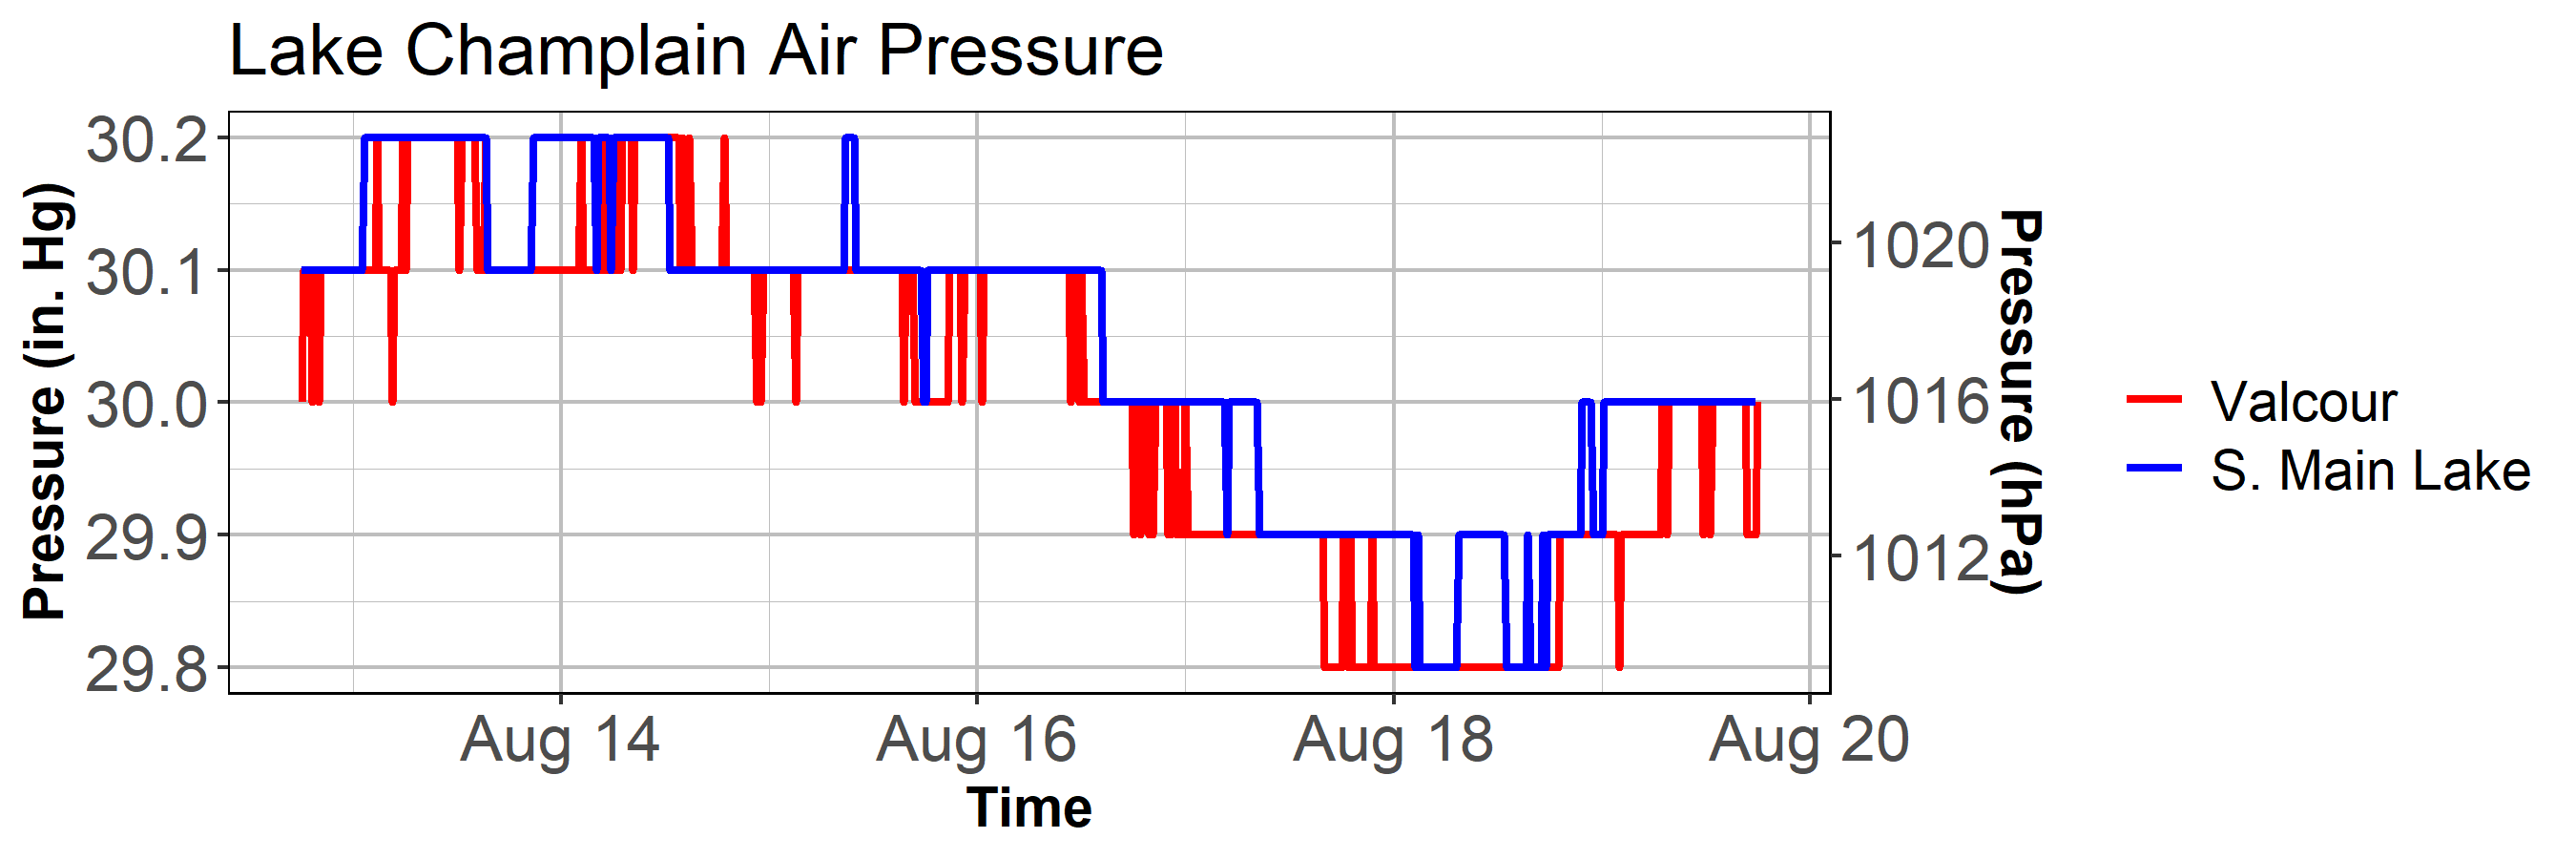 Lake Champlain Air Pressure
Pressure (in. Hg)
30.2
30.1
30.0
29.9
29.8
1020
1016
1012
Pressure (hPa)
Aug 14
Aug 16
Aug 18
Aug 20
Time
Valcour
S. Main Lake